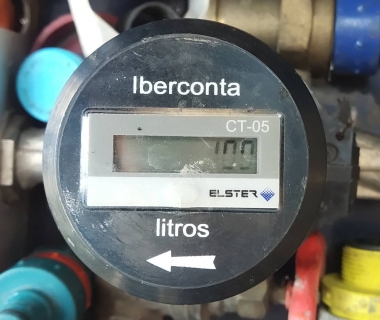 Iberconta
CT-05
100
ELSTER
litros